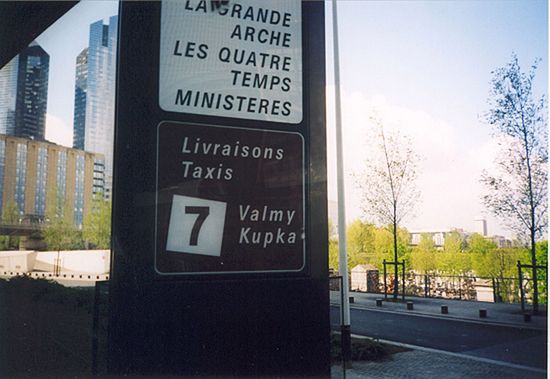 LA GRANDE
ARCHE
LES QUATRE
TEMPS
MINISTERES
Livraisons
Taxis
7 Valmy
Kupka